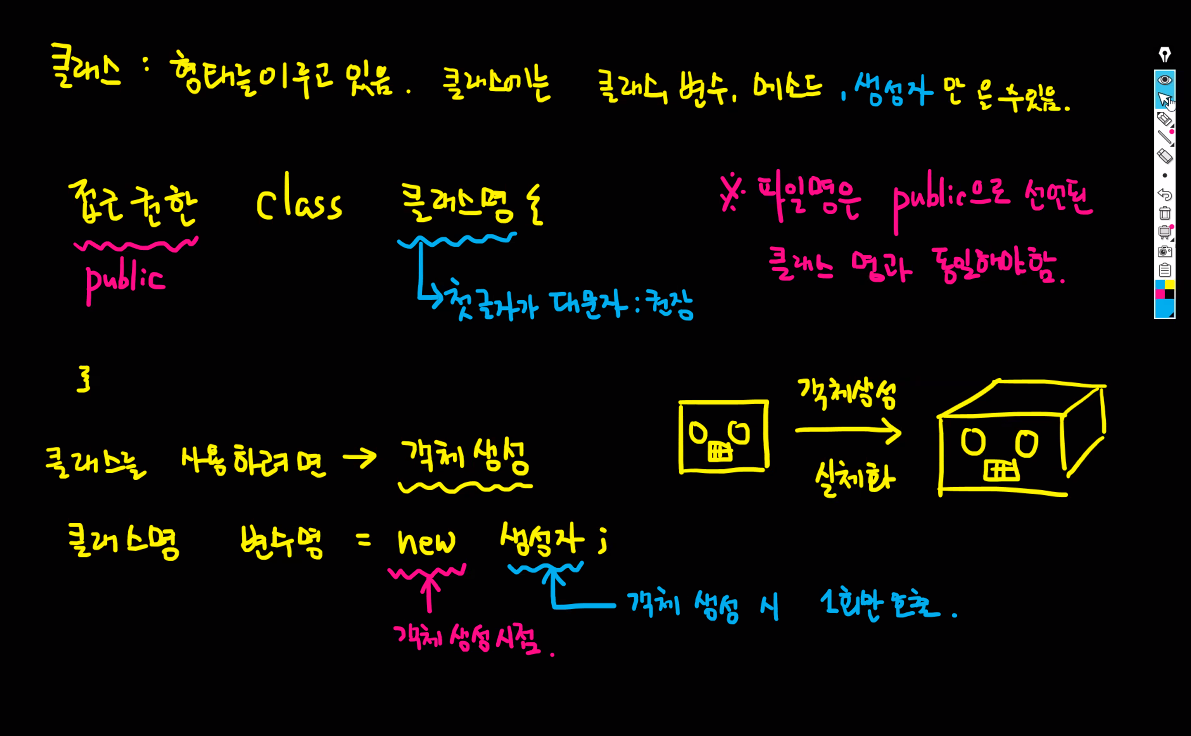 클래스 : 형태를 이루고 있음. 클래스에는 클래스, 변수, 메소드, 생성자 만 올 수 있음.
접근 권한 class 클래스명 {
public
첫글자가 대문자 : 권장
※ 파일명은 public으로 선언된
클래스 명과 동일해야함.
}
객체생성
실체화
클래스를 사용하려면 → 객체 생성
클래스명 변수명 = new 생성자 ;
객체 생성 시 1회만 호출.
객체 생성 시점.